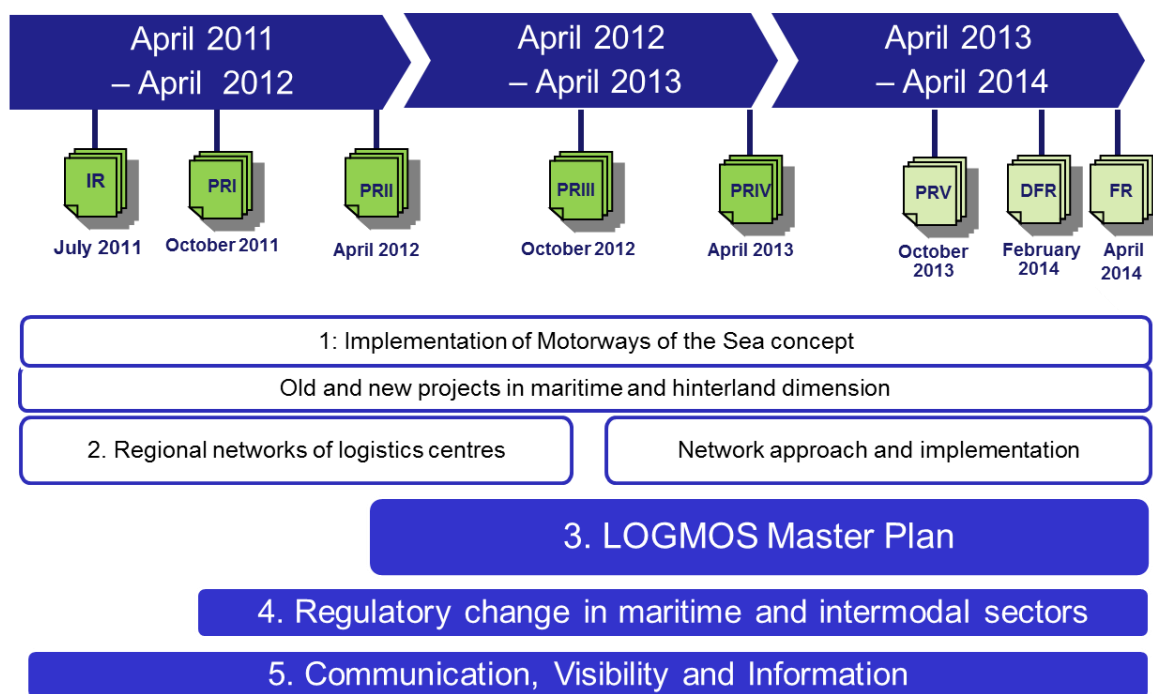 April 2011
– April 2012
April 2012
– April 2013
April 2013
– April 2014
IR
PRI
PRII
PRIII
PRIV
PRV
DFR
FR
July 2011
October 2011
April 2012
October 2012
April 2013
October
2013
February
2014
April
2014
1: Implementation of Motorways of the Sea concept
Old and new projects in maritime and hinterland dimension
2. Regional networks of logistics centres
Network approach and implementation
3. LOGMOS Master Plan
4. Regulatory change in maritime and intermodal sectors
5. Communication, Visibility and Information